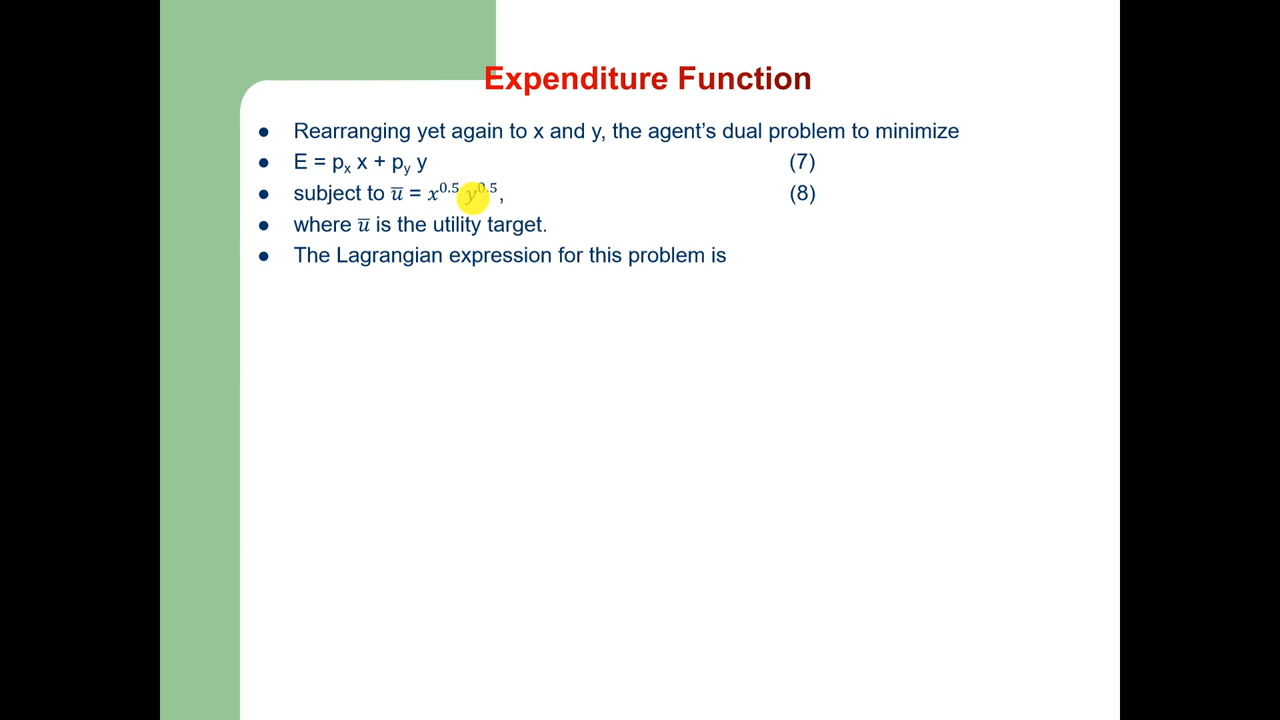 Expenditure Function
● Rearranging yet again to x and y, the agent’s dual problem to minimize
● E = pₓ x + p_y y (7)
● subject to u̅ = x^0.5 y^0.5, (8)
● where u̅ is the utility target.
● The Lagrangian expression for this problem is